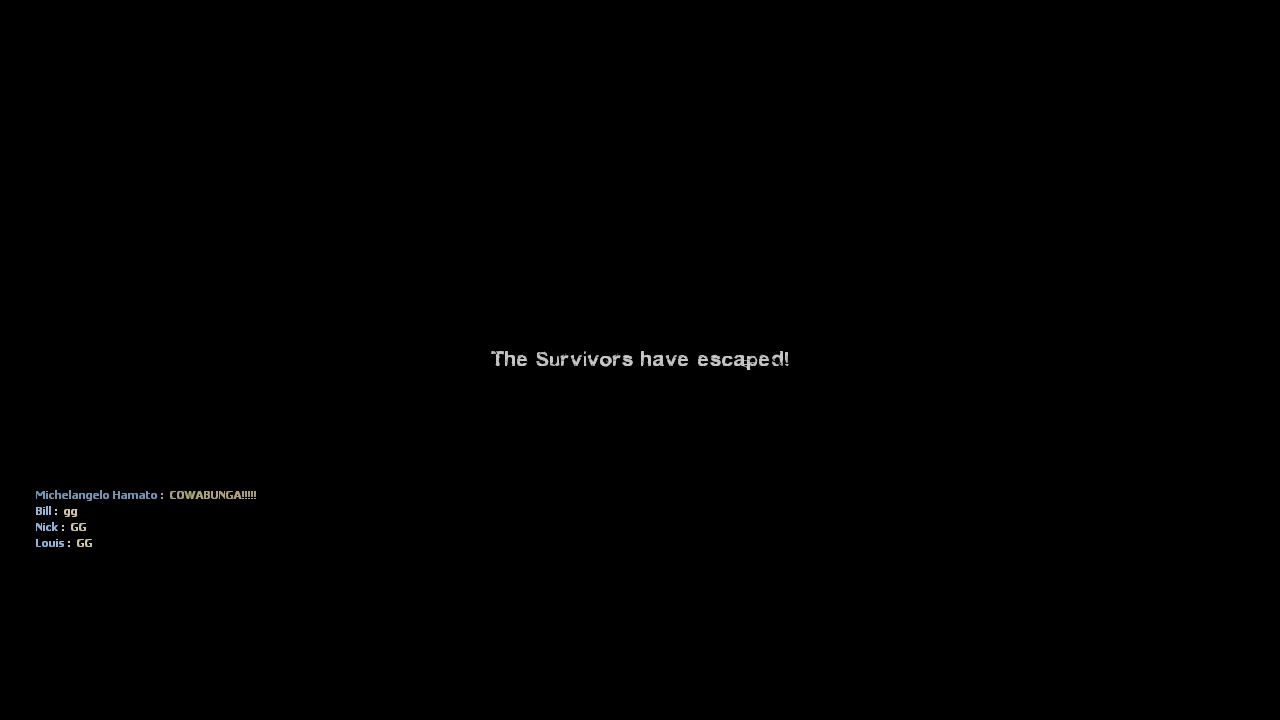 The Survivors have escaped!
Michelangelo Hamato : COWABUNGA!!!!!
Bill : gg
Nick : GG
Louis : GG